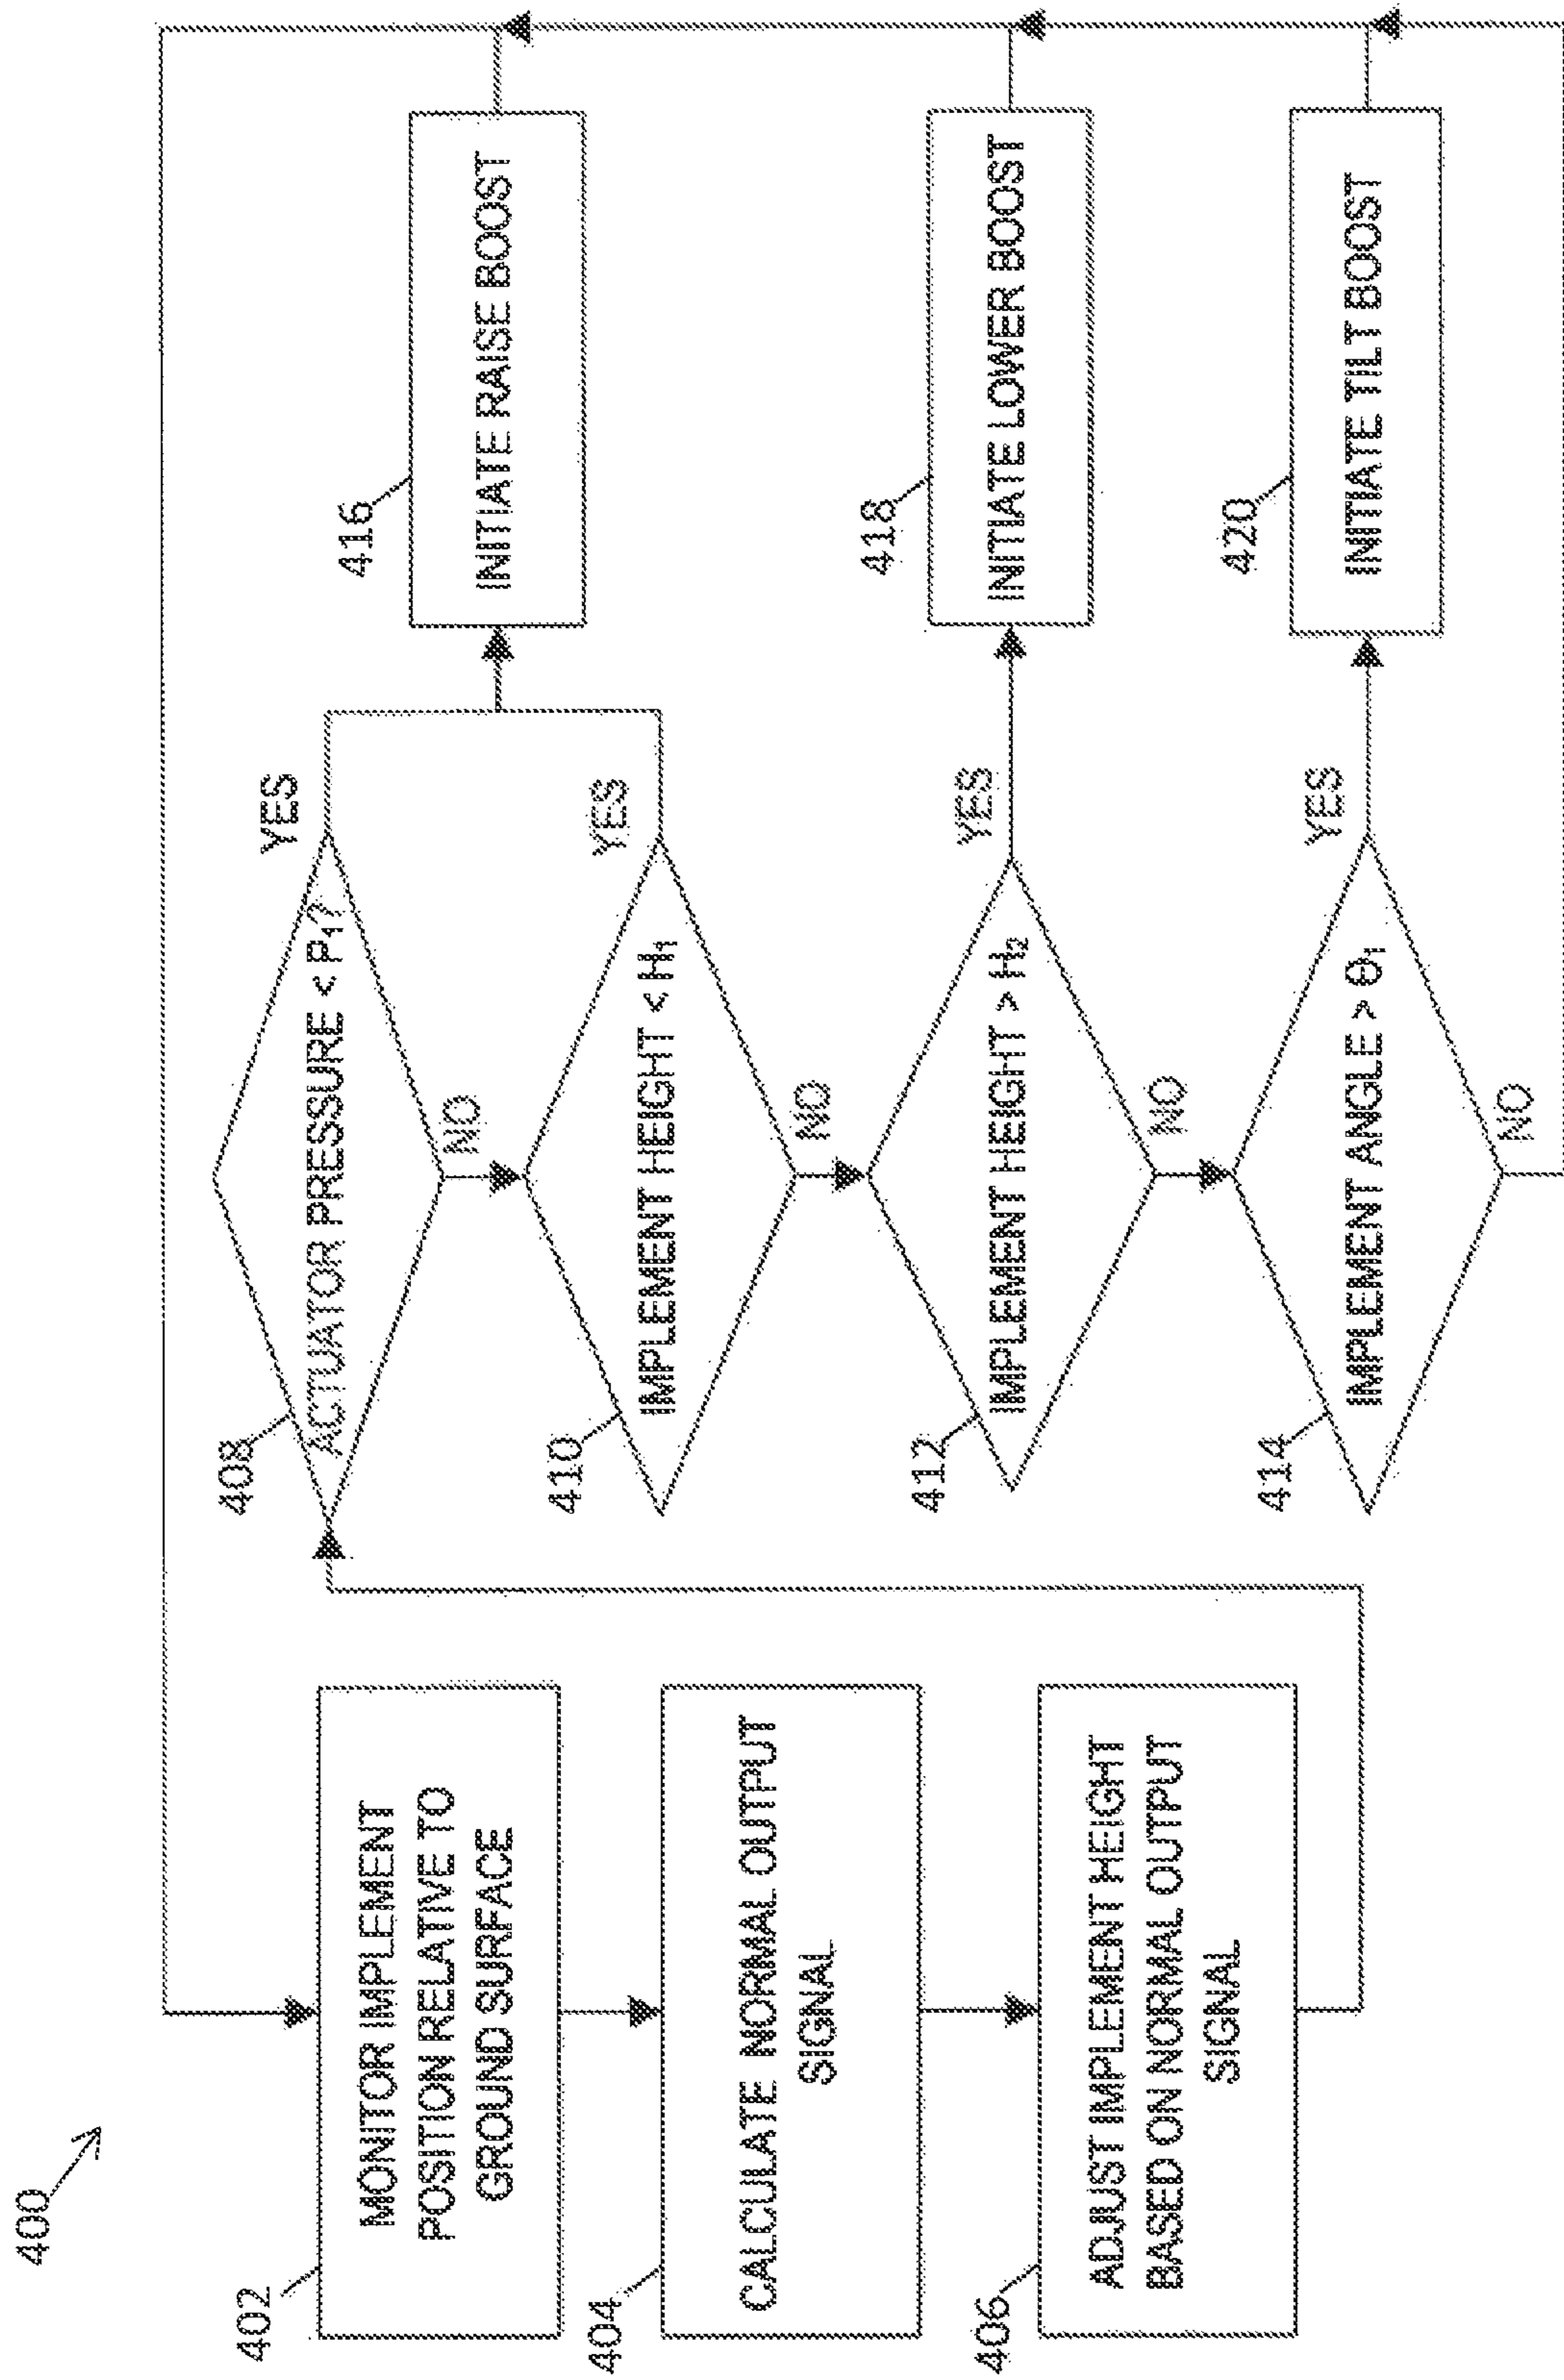 400
402
MONITOR IMPLEMENT
POSITION RELATIVE TO
GROUND SURFACE
404
CALCULATE NORMAL OUTPUT
SIGNAL
406
ADJUST IMPLEMENT HEIGHT
BASED ON NORMAL OUTPUT
SIGNAL
408
ACTUATOR PRESSURE < P₁?
YES
NO
410
IMPLEMENT HEIGHT < H₁
YES
NO
412
IMPLEMENT HEIGHT > H₂
YES
NO
414
IMPLEMENT ANGLE > Θ₁
YES
NO
416
INITIATE RAISE BOOST
418
INITIATE LOWER BOOST
420
INITIATE TILT BOOST